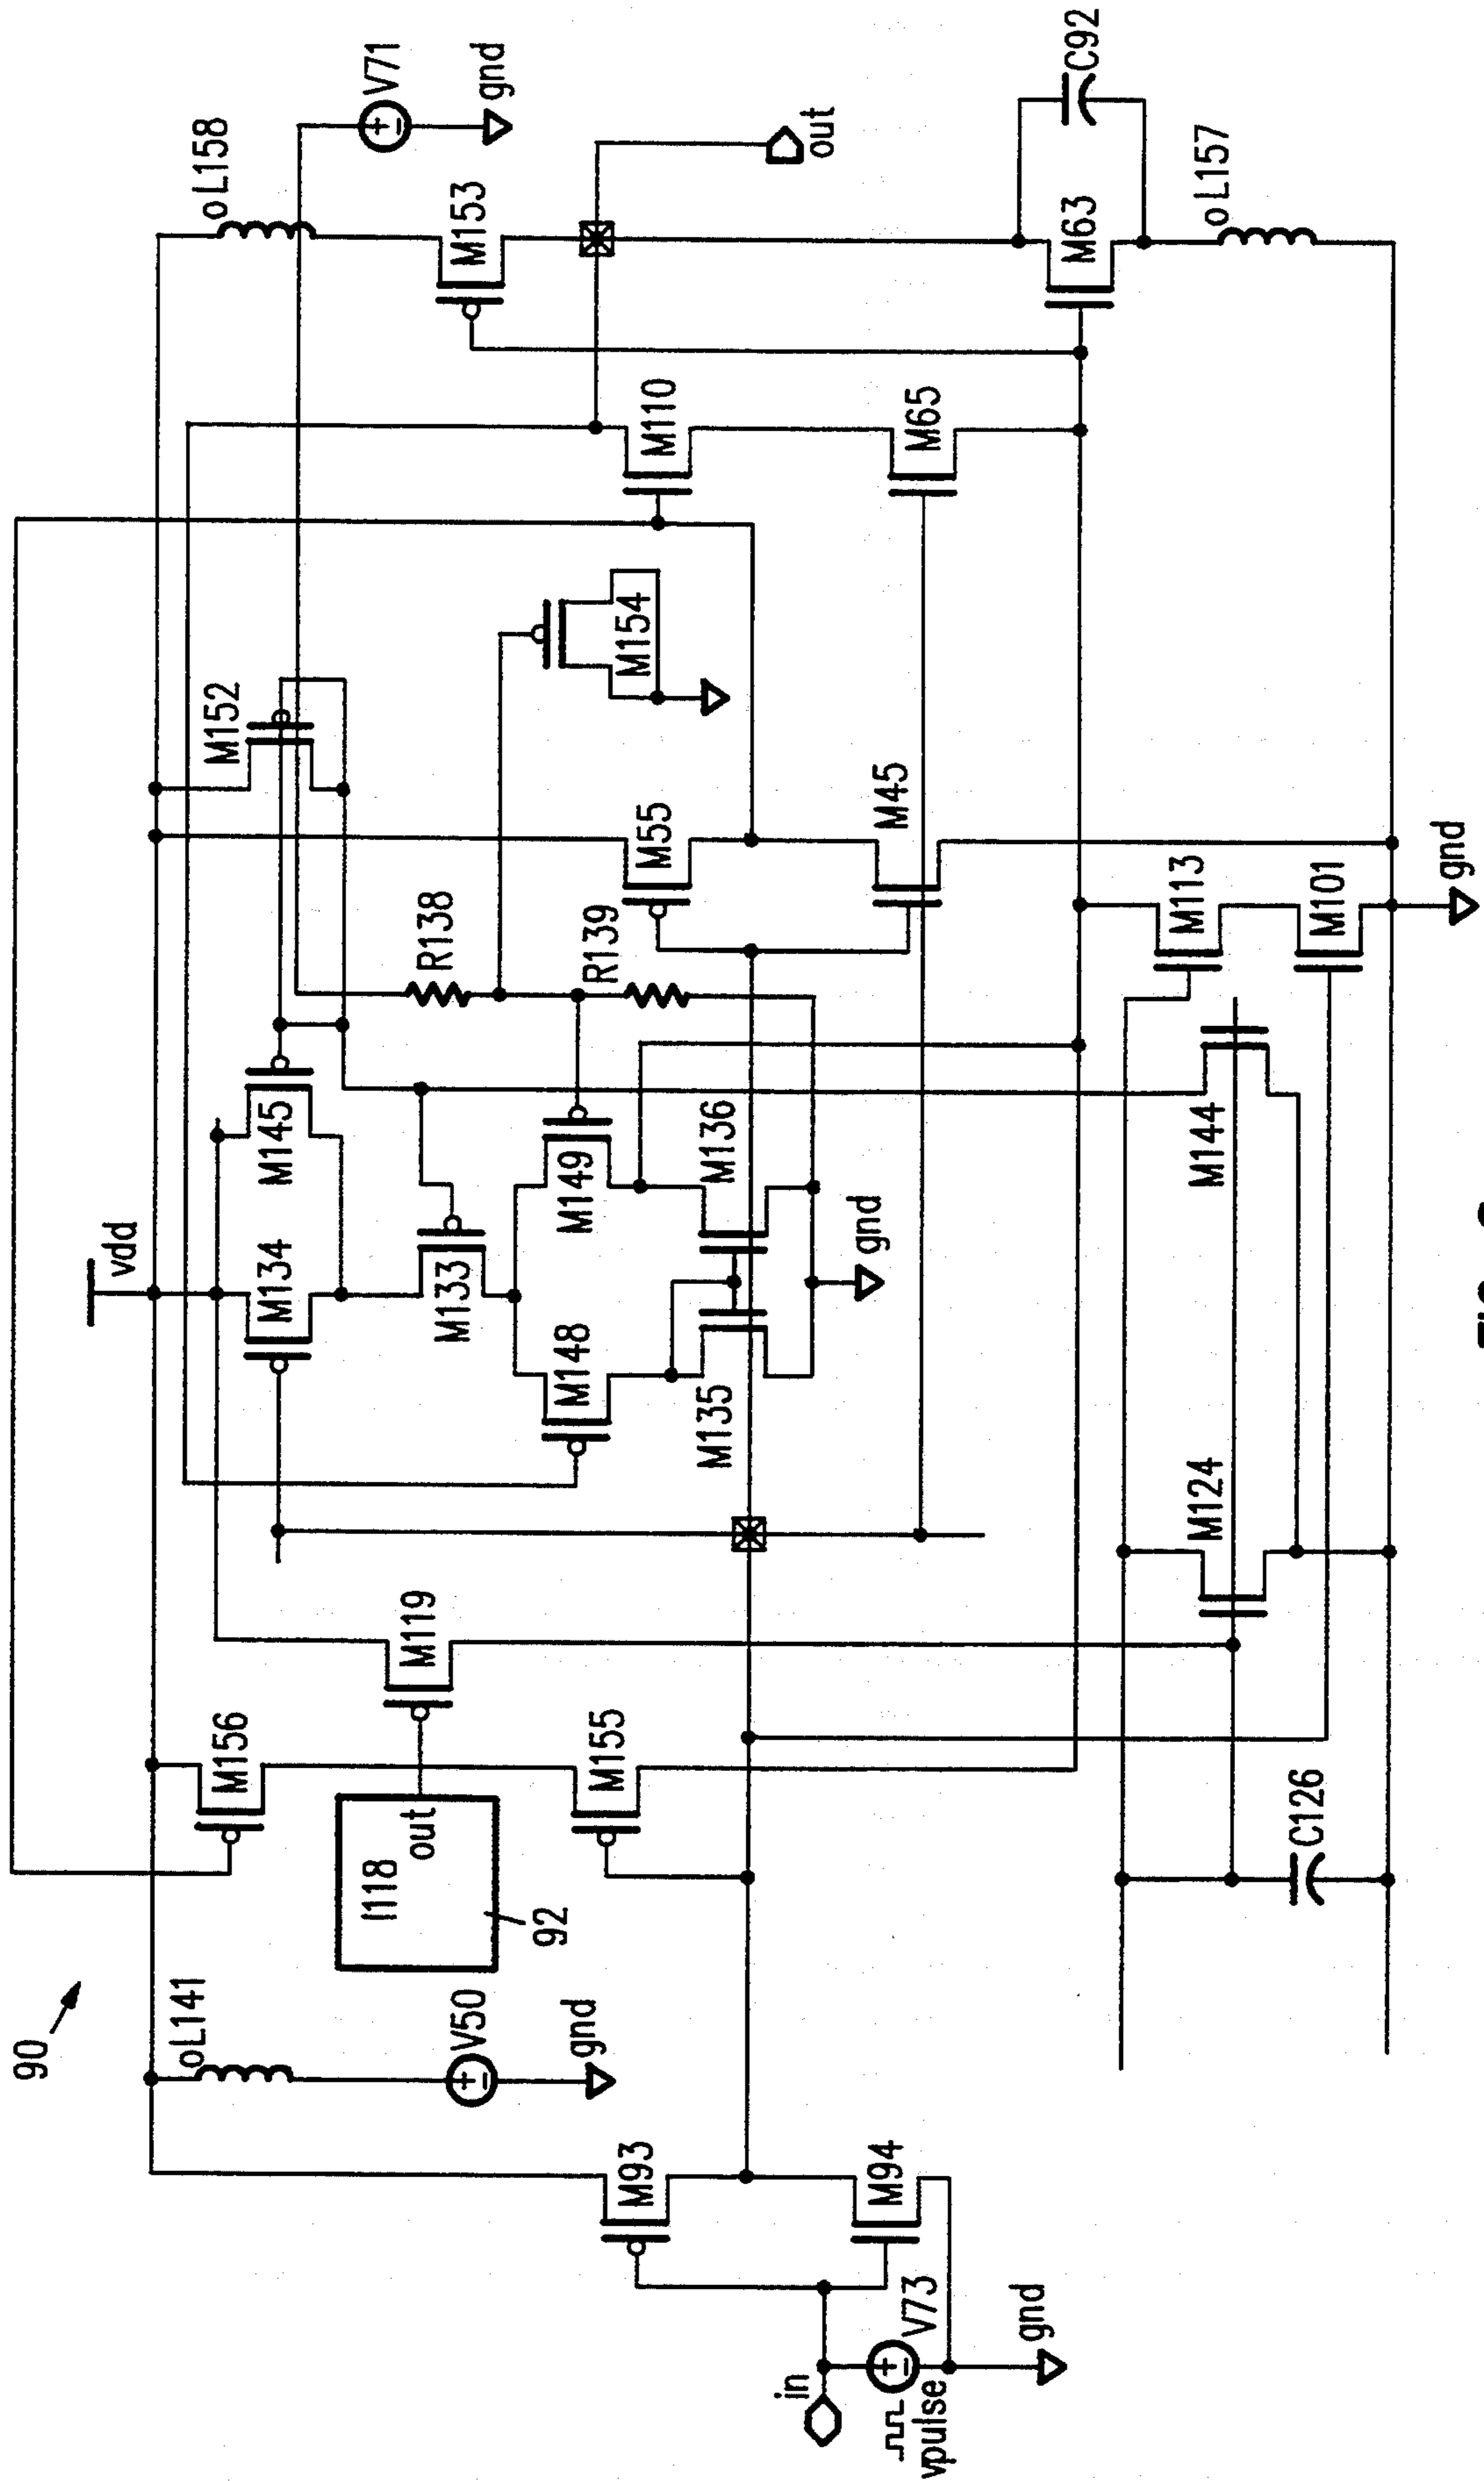 90
oL141
V50
gnd
M93
M94
in
V73
vpulse
gnd
I118
out
92
M156
M155
M119
C126
M124
M144
vdd
M134
M145
M133
M148
M149
M135
M136
gnd
R138
R139
M152
M154
M55
M45
M113
M101
gnd
M110
M65
oL158
V71
gnd
M153
out
M63
C92
oL157